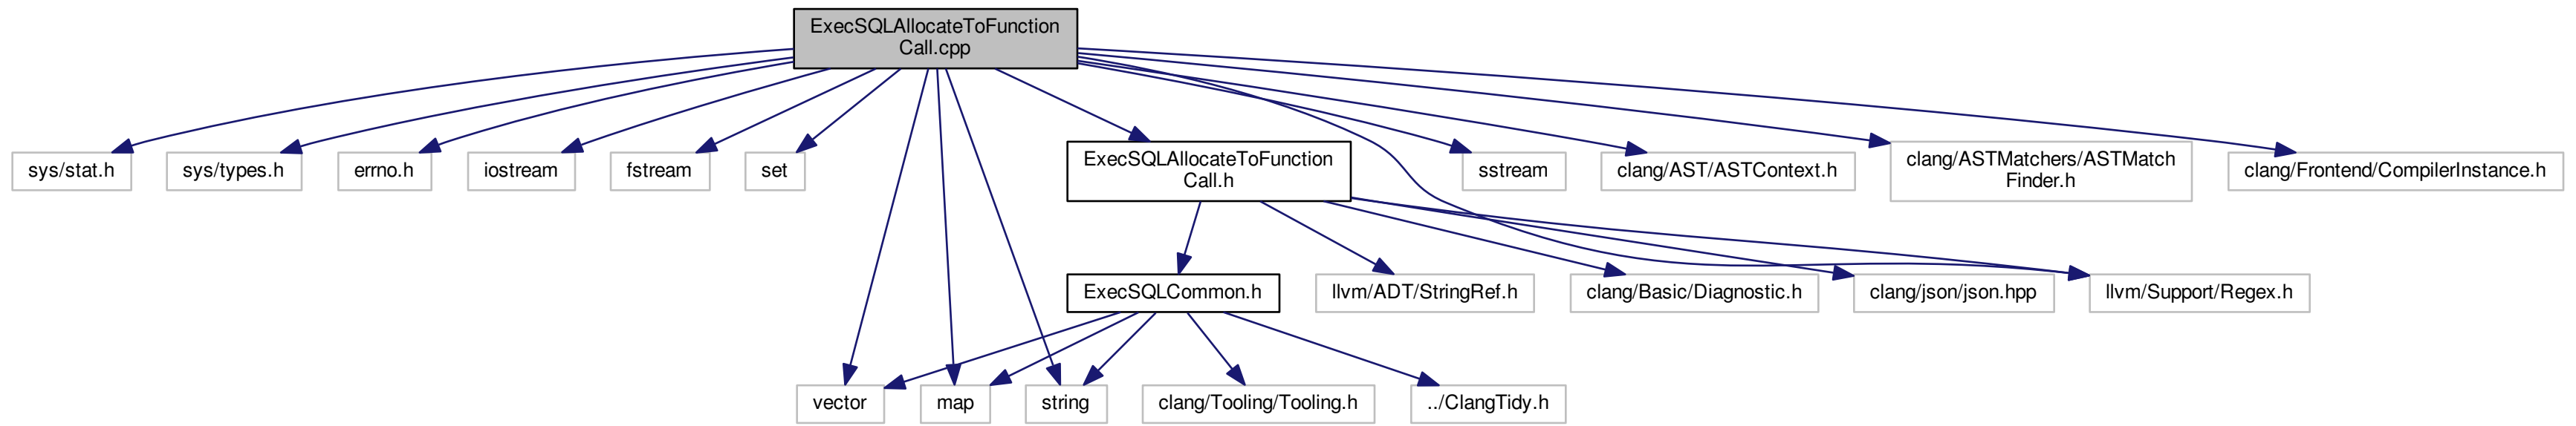 ExecSQLAllocateToFunction
Call.cpp
sys/stat.h
sys/types.h
errno.h
iostream
fstream
set
ExecSQLAllocateToFunction
Call.h
sstream
clang/AST/ASTContext.h
clang/ASTMatchers/ASTMatch
Finder.h
clang/Frontend/CompilerInstance.h
ExecSQLCommon.h
llvm/ADT/StringRef.h
clang/Basic/Diagnostic.h
clang/json/json.hpp
llvm/Support/Regex.h
vector
map
string
clang/Tooling/Tooling.h
../ClangTidy.h